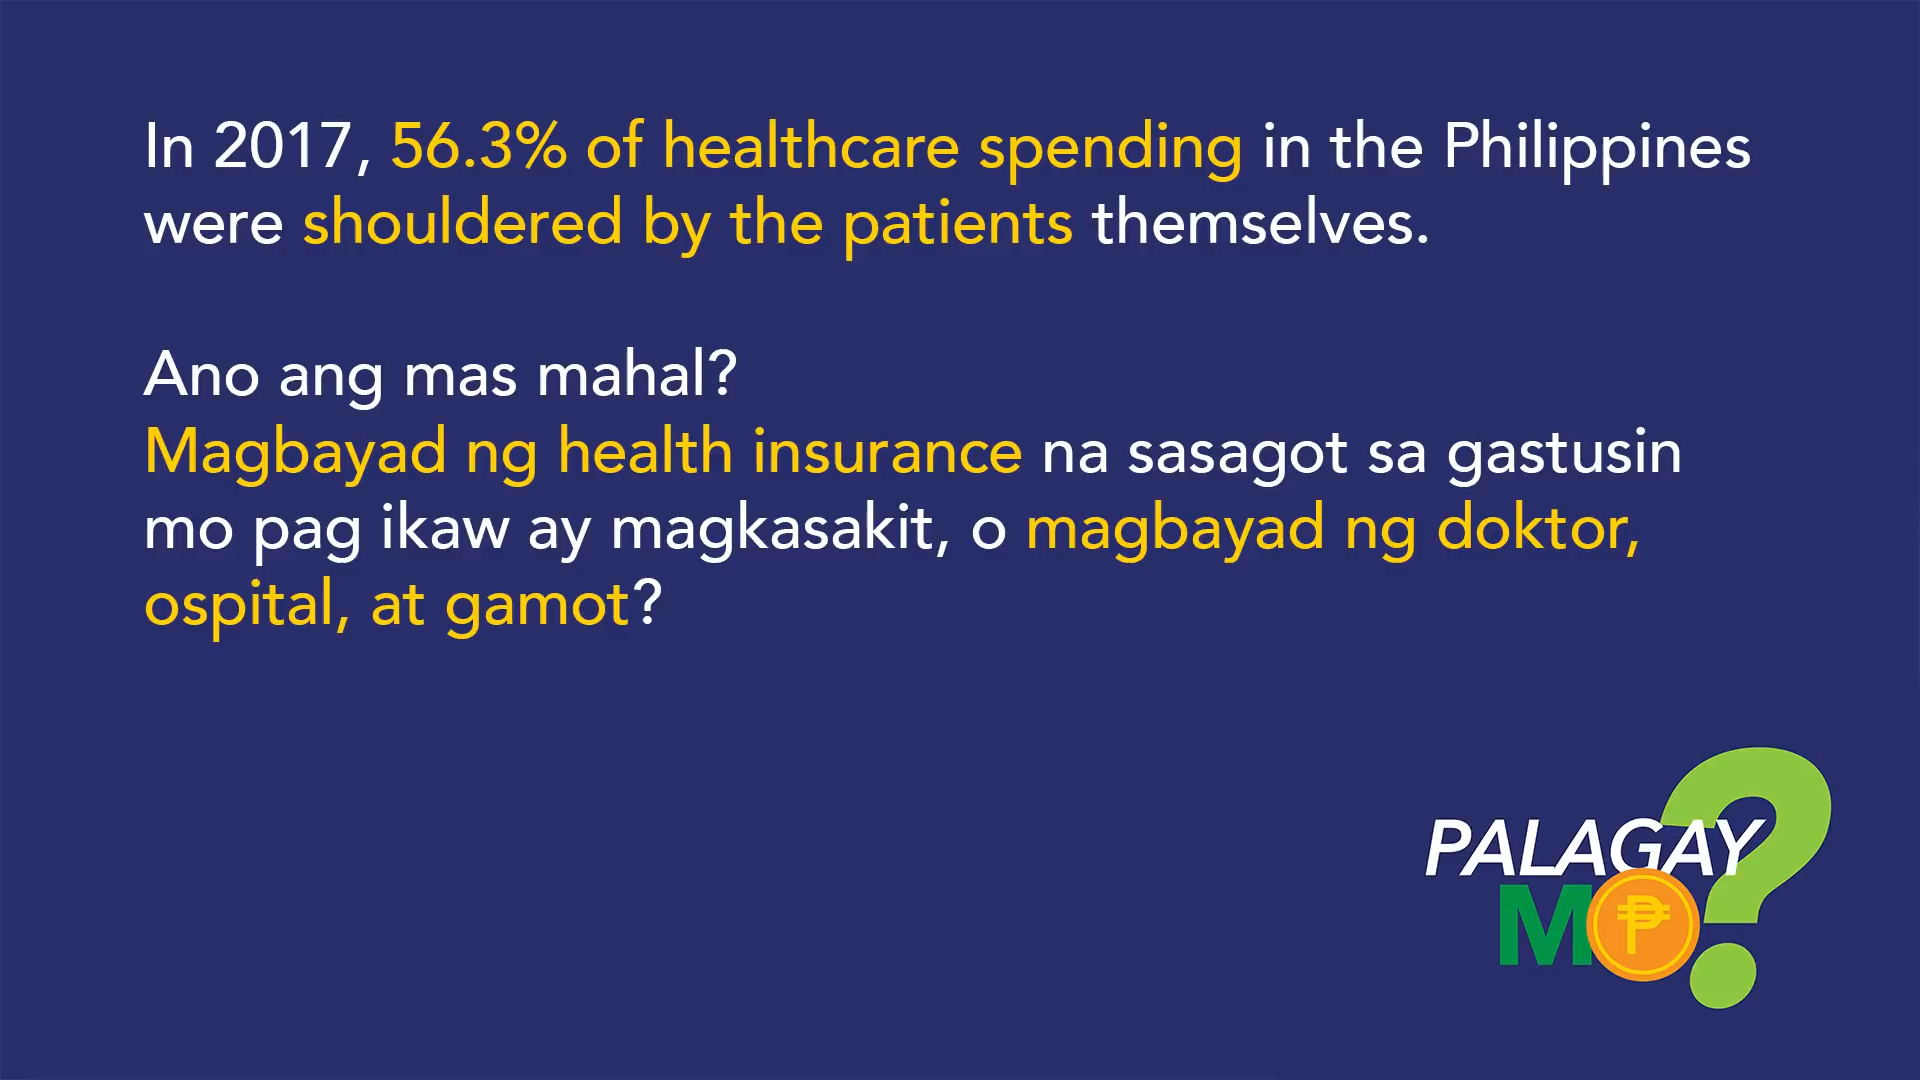 In 2017, 56.3% of healthcare spending in the Philippines
were shouldered by the patients themselves.
Ano ang mas mahal?
Magbayad ng health insurance na sasagot sa gastusin
mo pag ikaw ay magkasakit, o magbayad ng doktor,
ospital, at gamot?
PALAGAY
MO?